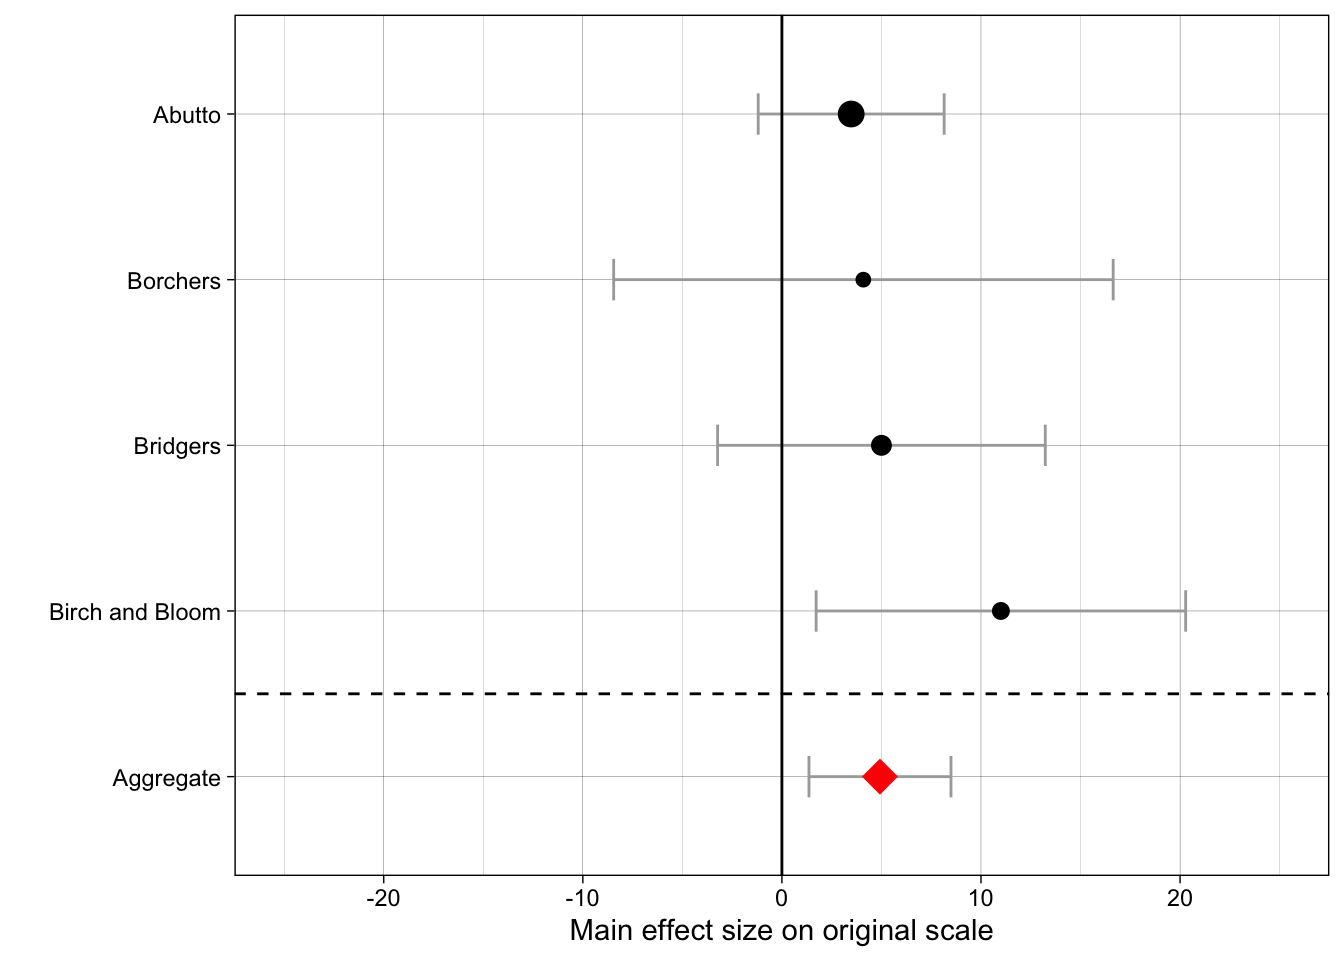 Abutto
Borchers
Bridgers
Birch and Bloom
Aggregate
-20 -10 0 10 20
Main effect size on original scale